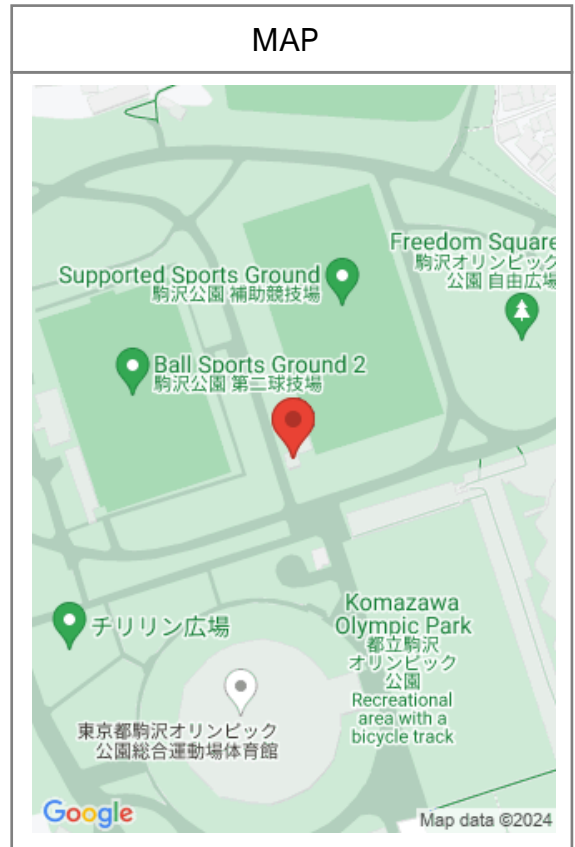 MAP
Freedom Square
駒沢オリンピック
公園 自由広場
Supported Sports Ground
駒沢公園 補助競技場
Ball Sports Ground 2
駒沢公園 第二球技場
Komazawa
Olympic Park
都立駒沢
オリンピック
公園
Recreational
area with a
bicycle track
チリリン広場
東京都駒沢オリンピック
公園総合運動場体育館
Google
Map data ©2024